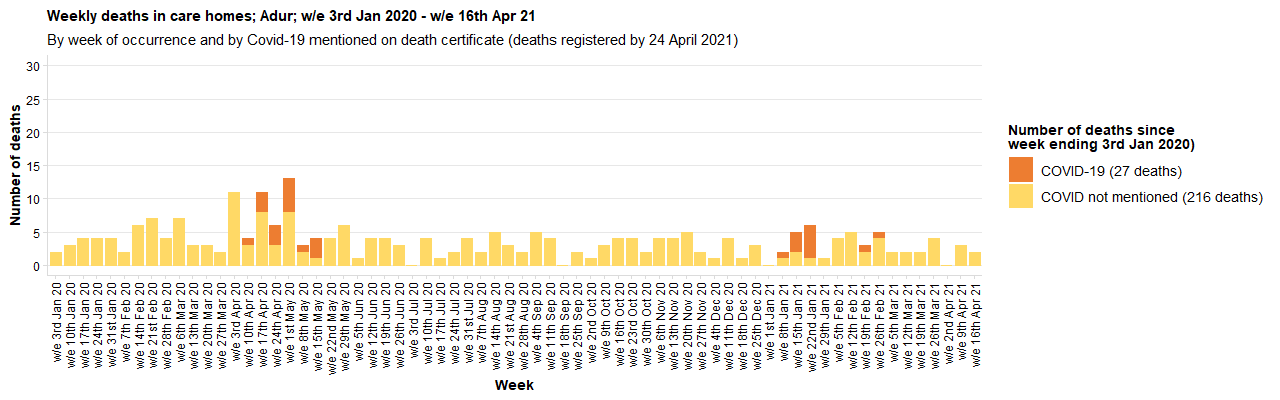 Weekly deaths in care homes; Adur; w/e 3rd Jan 2020 - w/e 16th Apr 21
By week of occurrence and by Covid-19 mentioned on death certificate (deaths registered by 24 April 2021)
Number of deaths
30
25
20
15
10
5
0
w/e 3rd Jan 20
w/e 10th Jan 20
w/e 17th Jan 20
w/e 24th Jan 20
w/e 31st Jan 20
w/e 7th Feb 20
w/e 14th Feb 20
w/e 21st Feb 20
w/e 28th Feb 20
w/e 6th Mar 20
w/e 13th Mar 20
w/e 20th Mar 20
w/e 27th Mar 20
w/e 3rd Apr 20
w/e 10th Apr 20
w/e 17th Apr 20
w/e 24th Apr 20
w/e 1st May 20
w/e 8th May 20
w/e 15th May 20
w/e 22nd May 20
w/e 29th May 20
w/e 5th Jun 20
w/e 12th Jun 20
w/e 19th Jun 20
w/e 26th Jun 20
w/e 3rd Jul 20
w/e 10th Jul 20
w/e 17th Jul 20
w/e 24th Jul 20
w/e 31st Jul 20
w/e 7th Aug 20
w/e 14th Aug 20
w/e 21st Aug 20
w/e 28th Aug 20
w/e 4th Sep 20
w/e 11th Sep 20
w/e 18th Sep 20
w/e 25th Sep 20
w/e 2nd Oct 20
w/e 9th Oct 20
w/e 16th Oct 20
w/e 23rd Oct 20
w/e 30th Oct 20
w/e 6th Nov 20
w/e 13th Nov 20
w/e 20th Nov 20
w/e 27th Nov 20
w/e 4th Dec 20
w/e 11th Dec 20
w/e 18th Dec 20
w/e 25th Dec 20
w/e 1st Jan 21
w/e 8th Jan 21
w/e 15th Jan 21
w/e 22nd Jan 21
w/e 29th Jan 21
w/e 5th Feb 21
w/e 12th Feb 21
w/e 19th Feb 21
w/e 26th Feb 21
w/e 5th Mar 21
w/e 12th Mar 21
w/e 19th Mar 21
w/e 26th Mar 21
w/e 2nd Apr 21
w/e 9th Apr 21
w/e 16th Apr 21
Week
Number of deaths since
week ending 3rd Jan 2020)
COVID-19 (27 deaths)
COVID not mentioned (216 deaths)